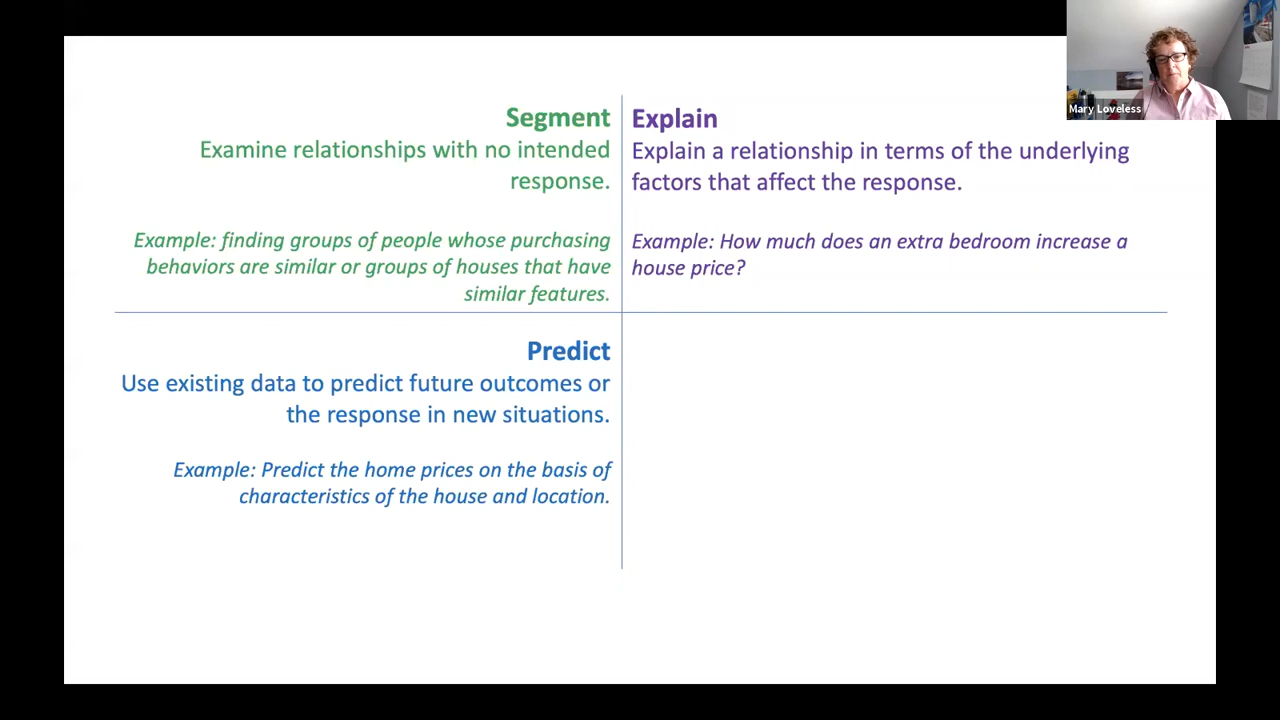 Segment
Examine relationships with no intended
response.
Example: finding groups of people whose purchasing
behaviors are similar or groups of houses that have
similar features.
Explain
Explain a relationship in terms of the underlying
factors that affect the response.
Example: How much does an extra bedroom increase a
house price?
Predict
Use existing data to predict future outcomes or
the response in new situations.
Example: Predict the home prices on the basis of
characteristics of the house and location.
Mary Loveless